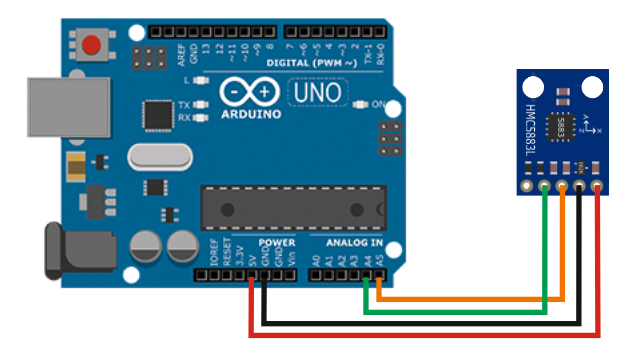 AREF
GND
13
12
~11
~10
~9
8
7
~6
~5
4
~3
2
TX-1
RX-0
DIGITAL (PWM ~)
L
TX
RX
ARDUINO
UNO
ON
IOREF
RESET
3.3V
5V
GND
GND
Vin
POWER
A0
A1
A2
A3
A4
A5
ANALOG IN
HMC5883L
5883
X
Y
Z